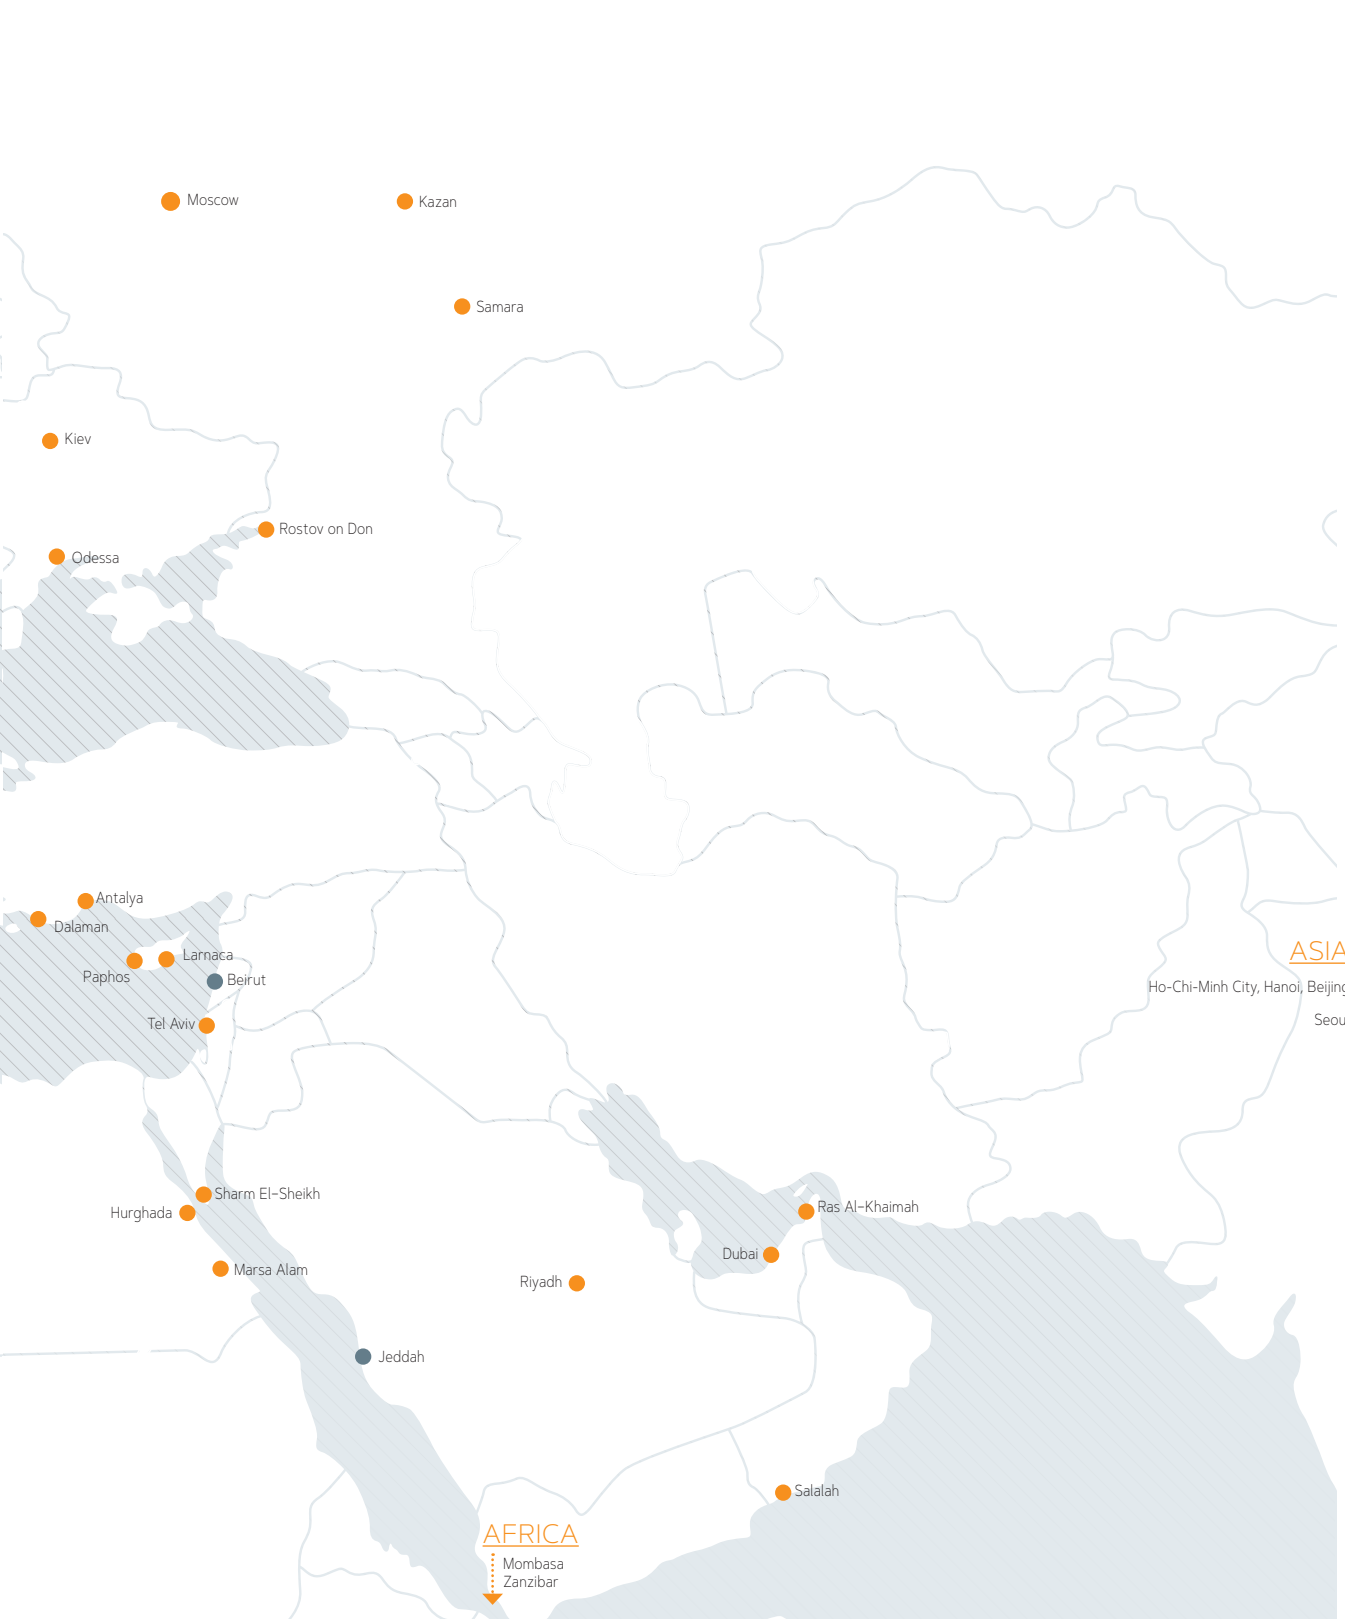 Moscow
Kazan
Samara
Kiev
Rostov on Don
Odessa
Antalya
Dalaman
Larnaca
Paphos
Beirut
Tel Aviv
Sharm El-Sheikh
Hurghada
Ras Al-Khaimah
Dubai
Marsa Alam
Riyadh
Jeddah
Salalah
ASIA
Ho-Chi-Minh City, Hanoi, Beijing
Seou
AFRICA
Mombasa
Zanzibar